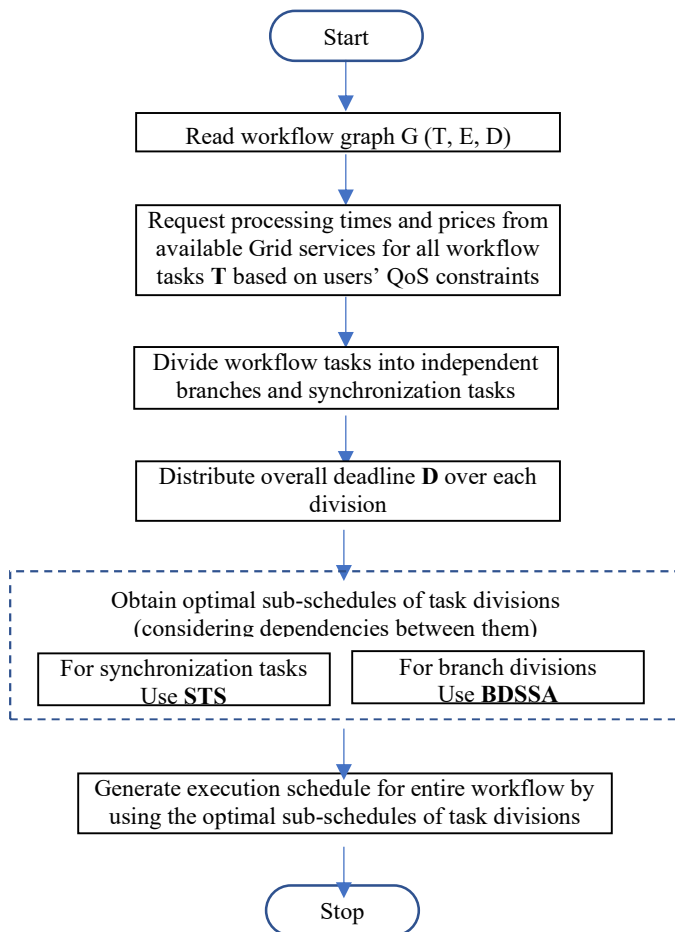 Start
Read workflow graph G (T, E, D)
Request processing times and prices from
available Grid services for all workflow
tasks T based on users’ QoS constraints
Divide workflow tasks into independent
branches and synchronization tasks
Distribute overall deadline D over each
division
Obtain optimal sub-schedules of task divisions
(considering dependencies between them)
For synchronization tasks
Use STS
For branch divisions
Use BDSSA
Generate execution schedule for entire workflow by
using the optimal sub-schedules of task divisions
Stop